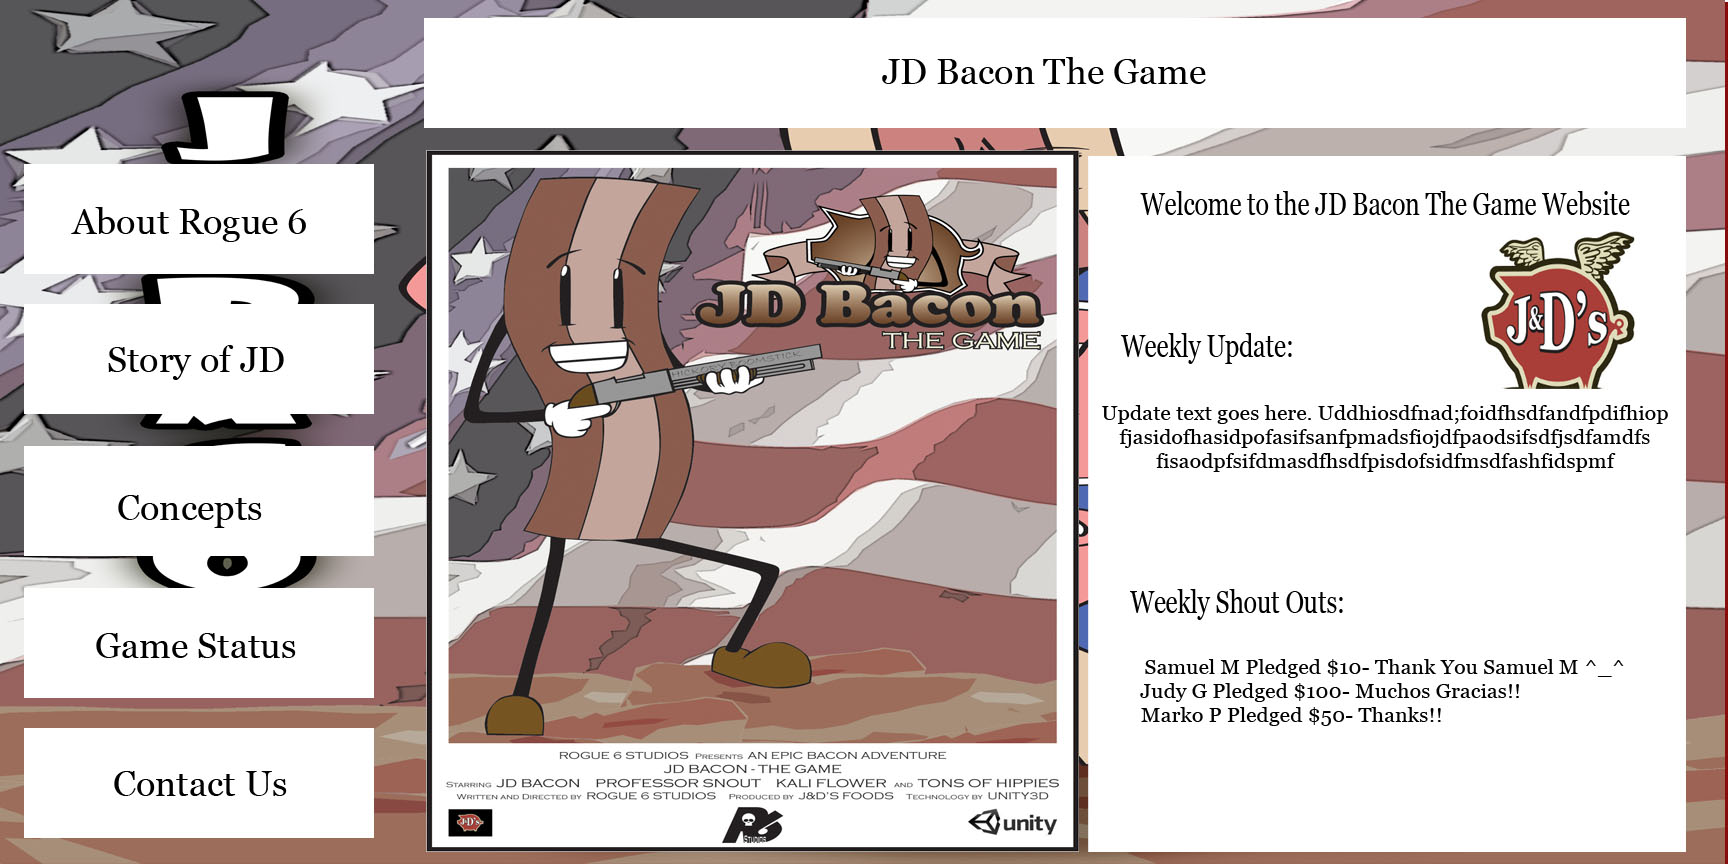 JD Bacon The Game
About Rogue 6
Story of JD
Concepts
Game Status
Contact Us
JD Bacon
THE GAME
HICKORY BOOMSTICK
ROGUE 6 STUDIOS PRESENTS AN EPIC BACON ADVENTURE
JD BACON - THE GAME
STARRING JD BACON PROFESSOR SNOUT KALI FLOWER AND TONS OF HIPPIES
WRITTEN AND DIRECTED BY ROGUE 6 STUDIOS PRODUCED BY J&D'S FOODS TECHNOLOGY BY UNITY3D
J&D's
R6
STUDIOS
unity
Welcome to the JD Bacon The Game Website
J&D's
Weekly Update:
Update text goes here. Uddhiosdfnad;foidfhsdfandfpdifhiop
fjasidofhasidpofasifsanfpmadsfiojdfpaodsifsdfjsdfamdfs
fisaodpfsifdmasdfhsdfpisdofsidfmsdfashfidspmf
Weekly Shout Outs:
Samuel M Pledged $10- Thank You Samuel M ^_^
Judy G Pledged $100- Muchos Gracias!!
Marko P Pledged $50- Thanks!!